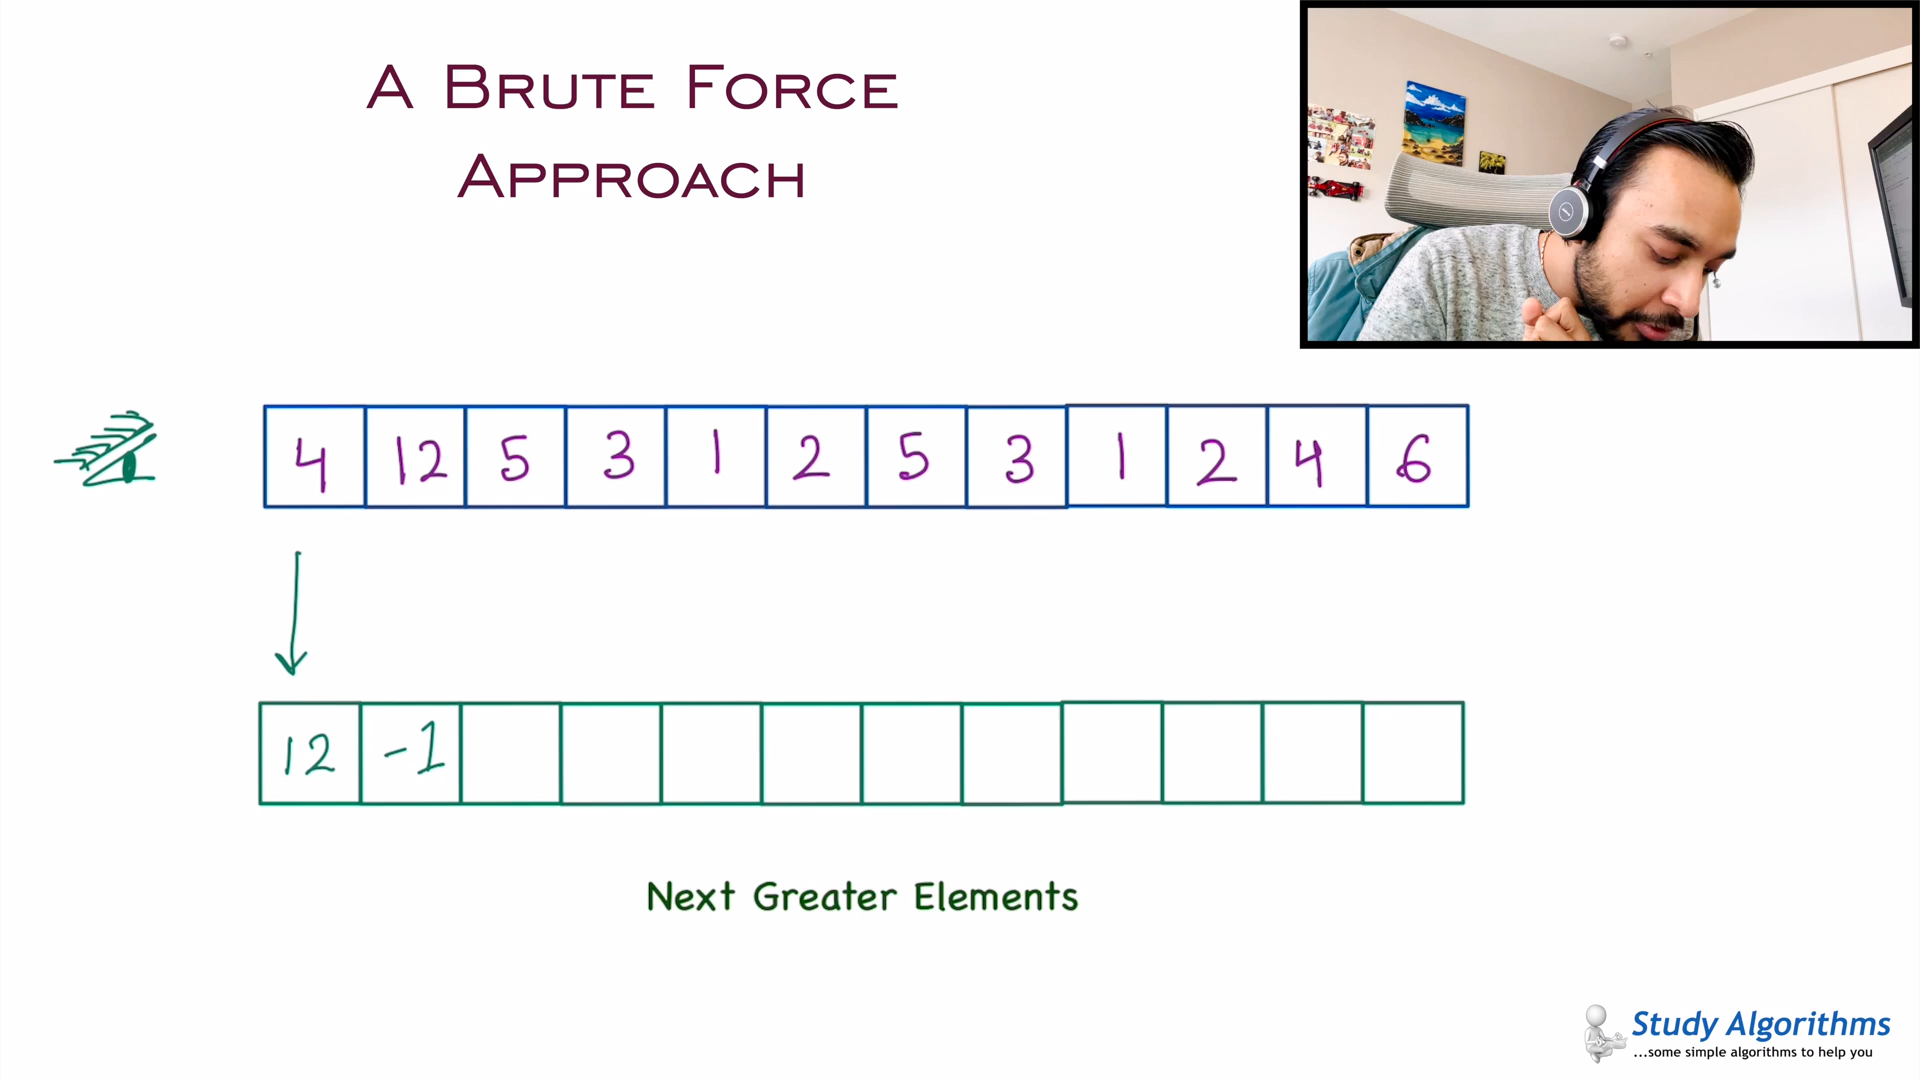 A BRUTE FORCE
APPROACH
4 12 5 3 1 2 5 3 1 2 4 6
12 -1
Next Greater Elements
Study Algorithms
...some simple algorithms to help you